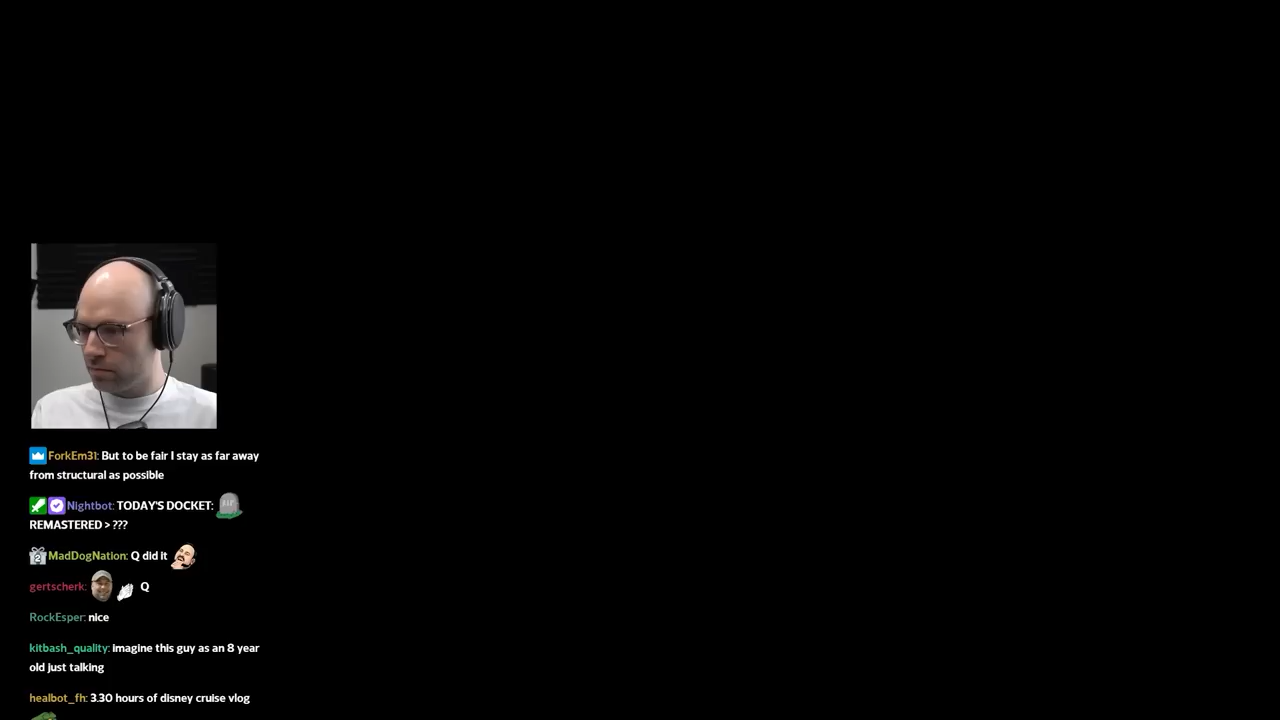 ForkEm31: But to be fair I stay as far away
from structural as possible
Nightbot: TODAY'S DOCKET: RIP
REMASTERED > ???
2 MadDogNation: Q did it
gertscherk: Q
RockEsper: nice
kitbash_quality: imagine this guy as an 8 year
old just talking
healbot_fh: 3.30 hours of disney cruise vlog